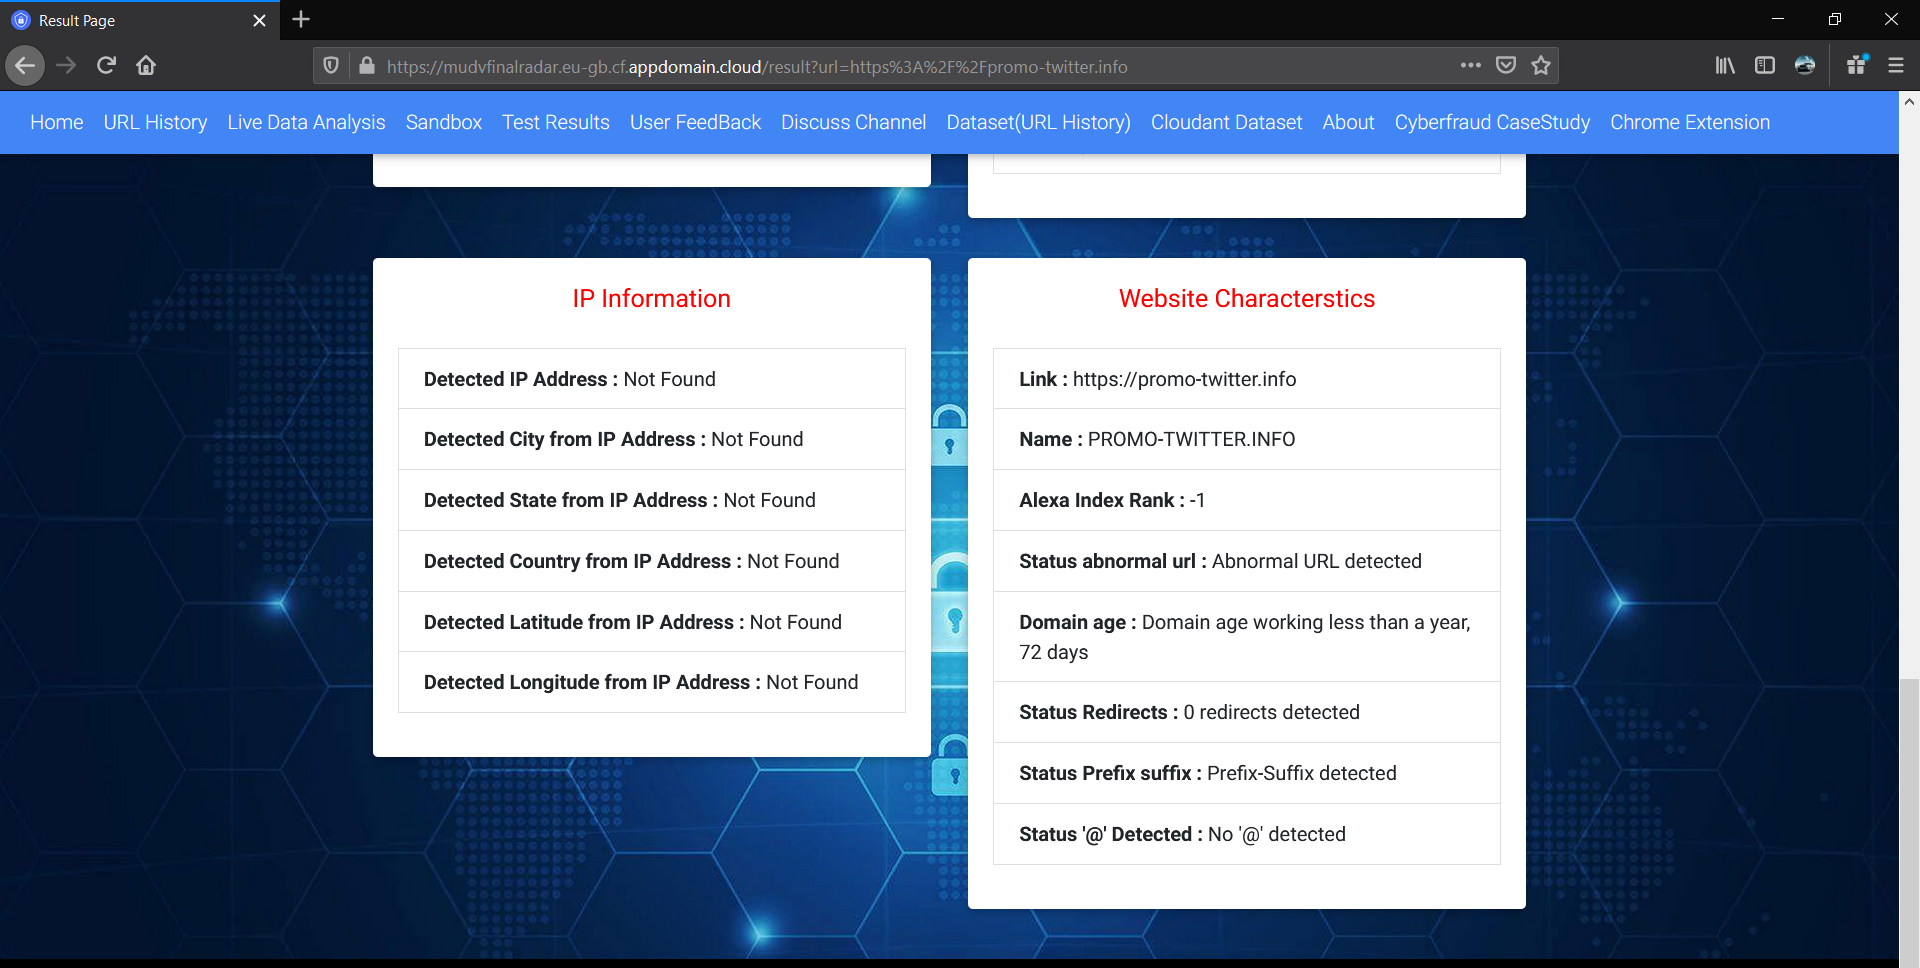 Result Page
https://mudvfinalradar.eu-gb.cf.appdomain.cloud/result?url=https%3A%2F%2Fpromo-twitter.info
Home URL History Live Data Analysis Sandbox Test Results User FeedBack Discuss Channel Dataset(URL History) Cloudant Dataset About Cyberfraud CaseStudy Chrome Extension
IP Information
Detected IP Address : Not Found
Detected City from IP Address : Not Found
Detected State from IP Address : Not Found
Detected Country from IP Address : Not Found
Detected Latitude from IP Address : Not Found
Detected Longitude from IP Address : Not Found
Website Characterstics
Link : https://promo-twitter.info
Name : PROMO-TWITTER.INFO
Alexa Index Rank : -1
Status abnormal url : Abnormal URL detected
Domain age : Domain age working less than a year,
72 days
Status Redirects : 0 redirects detected
Status Prefix suffix : Prefix-Suffix detected
Status '@' Detected : No '@' detected